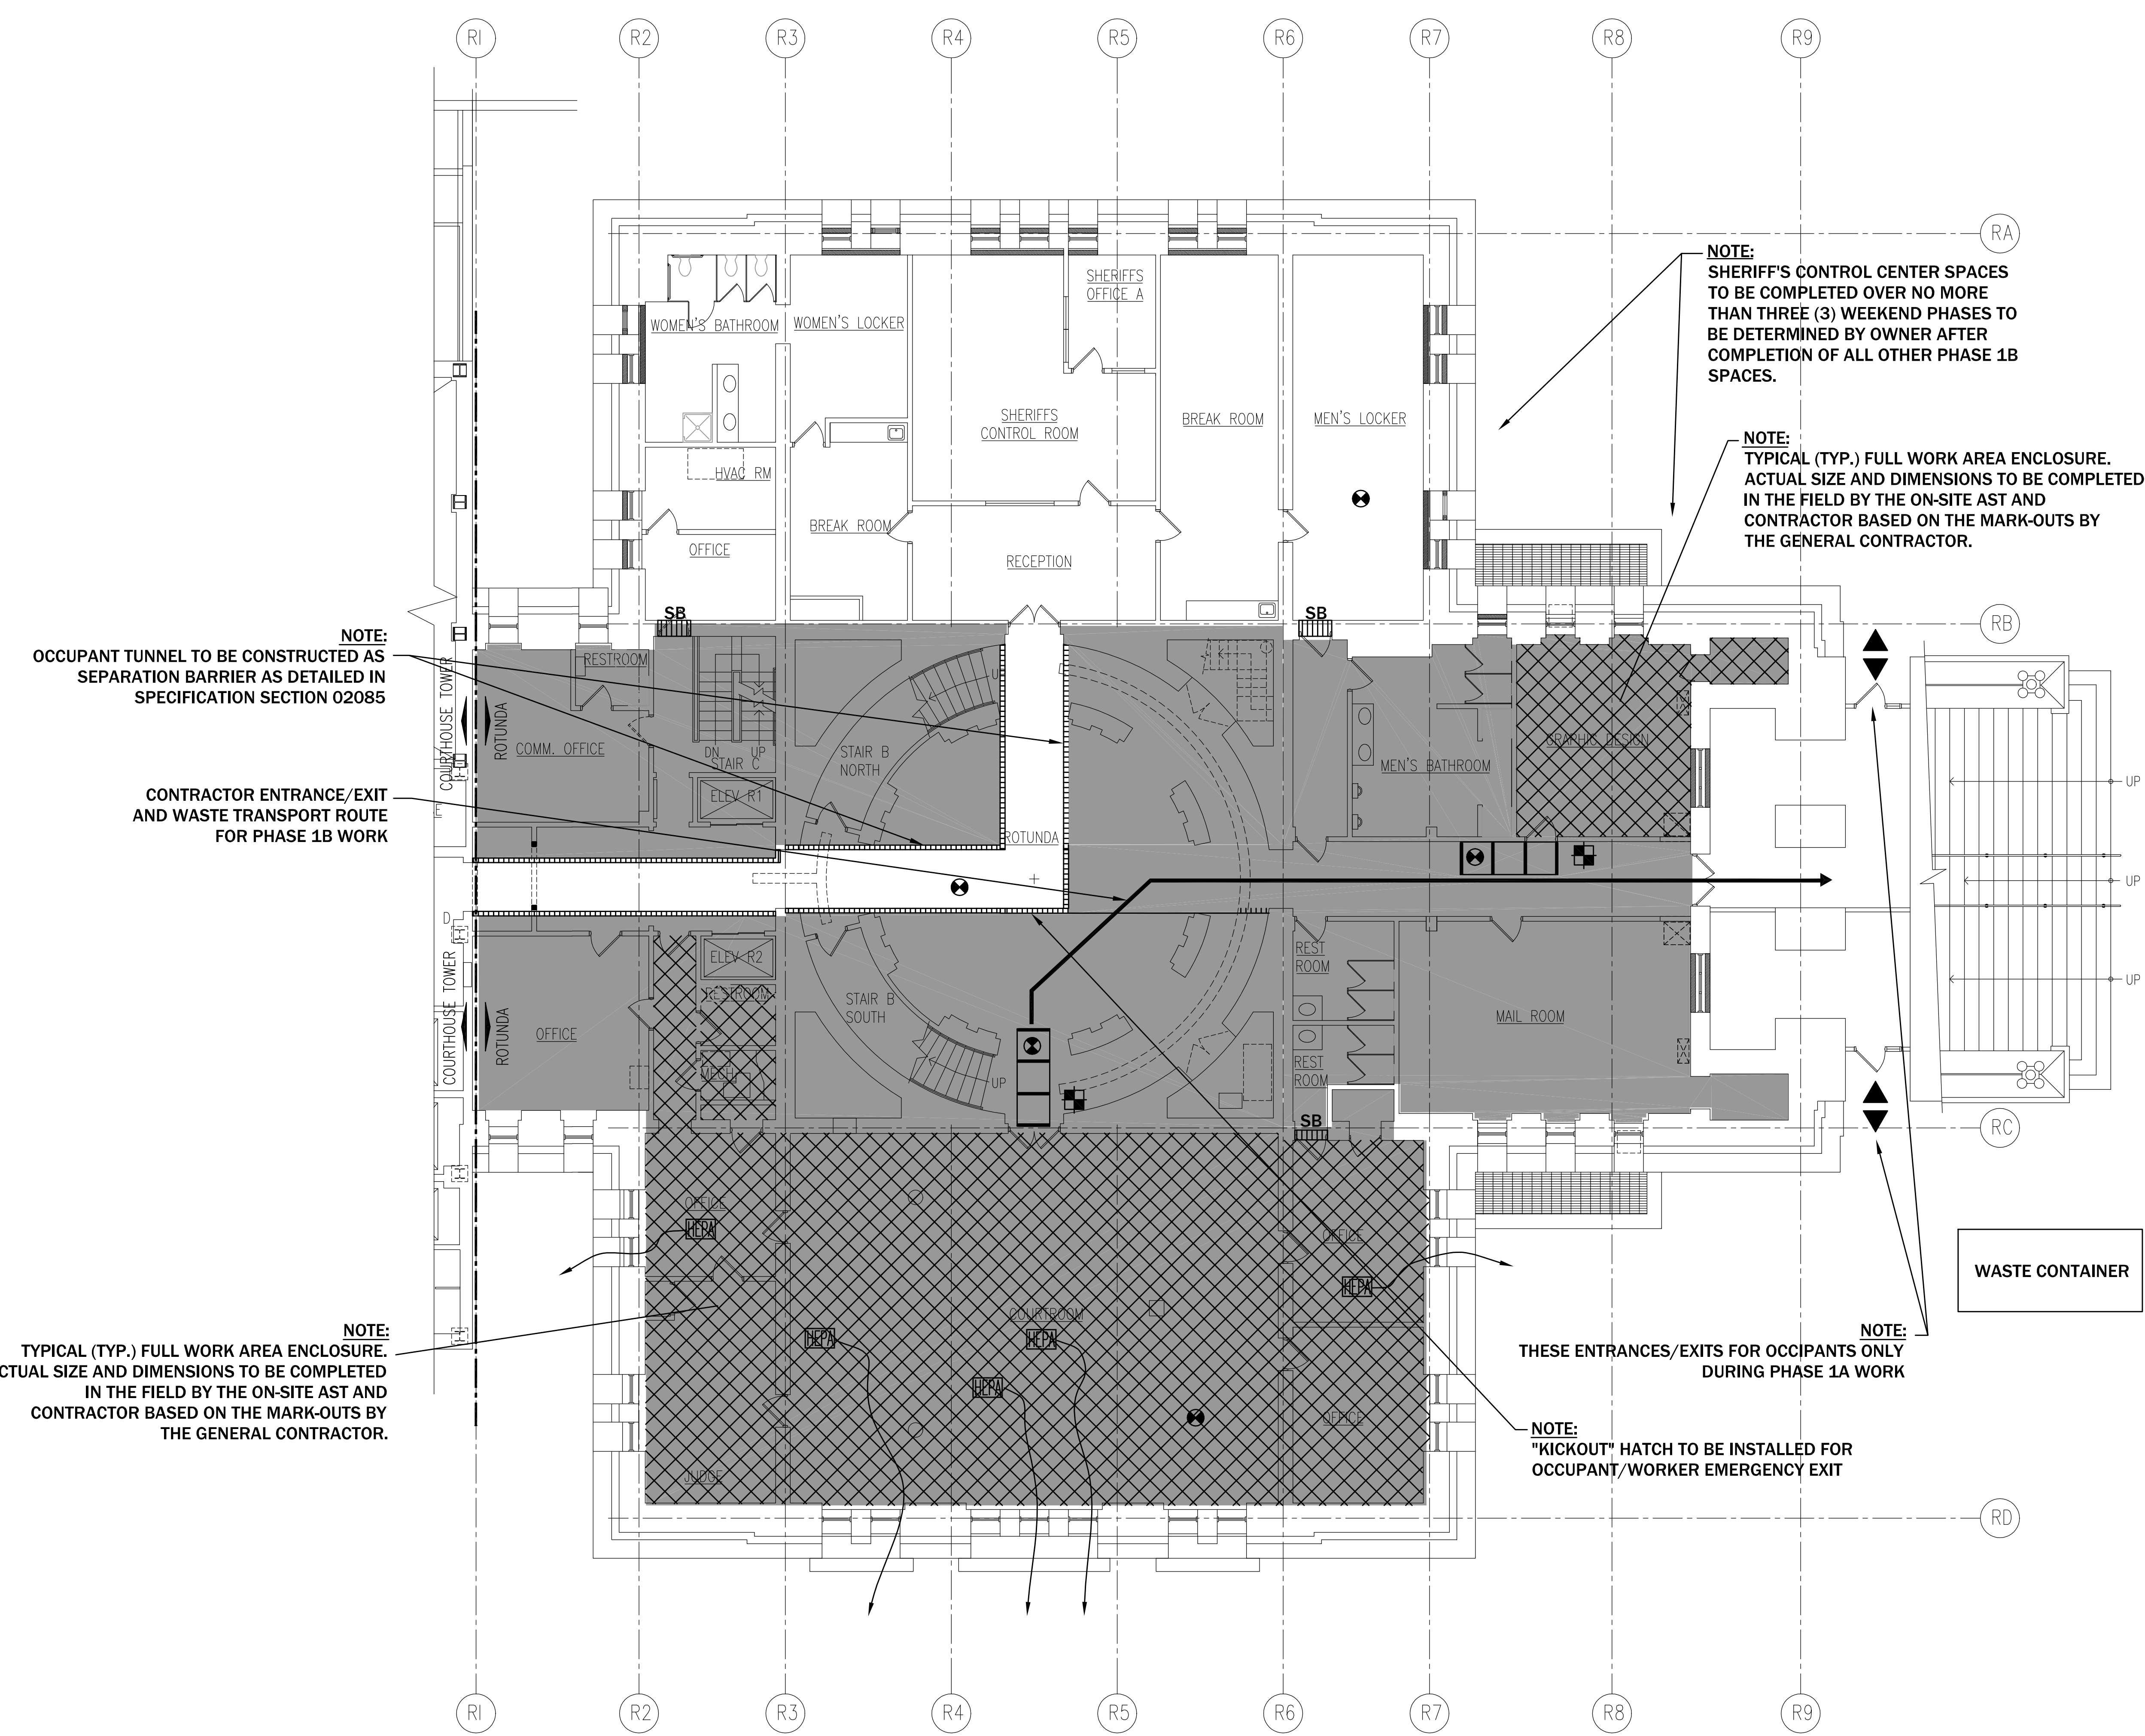 R1
R2
R3
R4
R5
R6
R7
R8
R9
RA
NOTE:
SHERIFF'S CONTROL CENTER SPACES
TO BE COMPLETED OVER NO MORE
THAN THREE (3) WEEKEND PHASES TO
BE DETERMINED BY OWNER AFTER
COMPLETION OF ALL OTHER PHASE 1B
SPACES.
SHERIFFS
OFFICE A
WOMEN'S BATHROOM
WOMEN'S LOCKER
SHERIFFS
CONTROL ROOM
BREAK ROOM
MEN'S LOCKER
NOTE:
TYPICAL (TYP.) FULL WORK AREA ENCLOSURE.
ACTUAL SIZE AND DIMENSIONS TO BE COMPLETED
IN THE FIELD BY THE ON-SITE AST AND
CONTRACTOR BASED ON THE MARK-OUTS BY
THE GENERAL CONTRACTOR.
HVAC RM
BREAK ROOM
OFFICE
RECEPTION
SB
SB
RB
NOTE:
OCCUPANT TUNNEL TO BE CONSTRUCTED AS
SEPARATION BARRIER AS DETAILED IN
SPECIFICATION SECTION 02085
RESTROOM
U
COURTHOUSE TOWER
ROTUNDA
COMM. OFFICE
DN
UP
STAIR C
STAIR B
NORTH
GRAPHIC DESIGN
MEN'S BATHROOM
UP
CONTRACTOR ENTRANCE/EXIT
AND WASTE TRANSPORT ROUTE
FOR PHASE 1B WORK
ELEV R1
E
ROTUNDA
UP
D
ELEV R2
REST
ROOM
COURTHOUSE TOWER
ROTUNDA
RESTROOM
STAIR B
SOUTH
MAIL ROOM
UP
OFFICE
MECH
UP
REST
ROOM
SB
RC
OFFICE
HEPA
OFFICE
HEPA
WASTE CONTAINER
COURTROOM
HEPA
HEPA
NOTE:
TYPICAL (TYP.) FULL WORK AREA ENCLOSURE.
CTUAL SIZE AND DIMENSIONS TO BE COMPLETED
IN THE FIELD BY THE ON-SITE AST AND
CONTRACTOR BASED ON THE MARK-OUTS BY
THE GENERAL CONTRACTOR.
NOTE:
THESE ENTRANCES/EXITS FOR OCCIPANTS ONLY
DURING PHASE 1A WORK
HEPA
OFFICE
NOTE:
"KICKOUT" HATCH TO BE INSTALLED FOR
OCCUPANT/WORKER EMERGENCY EXIT
JUDGE
RD
R1
R2
R3
R4
R5
R6
R7
R8
R9